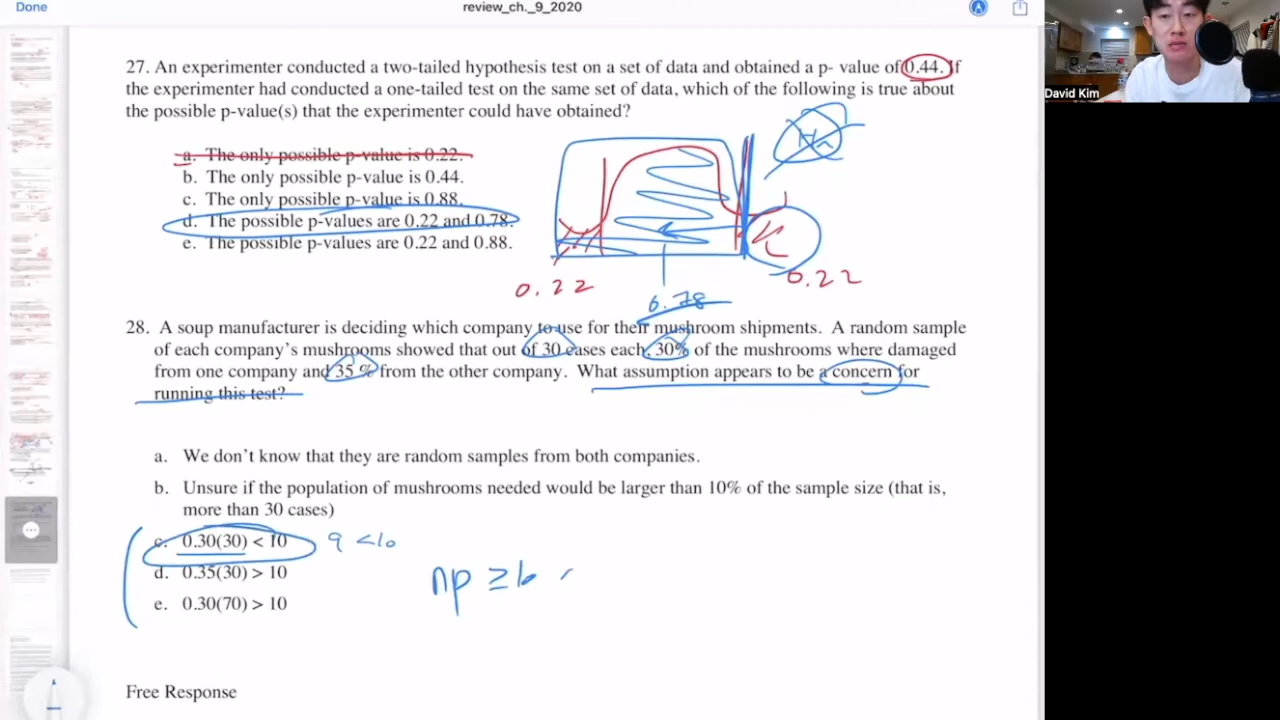 Done
review_ch._9_2020
David Kim
27. An experimenter conducted a two-tailed hypothesis test on a set of data and obtained a p- value of 0.44. If
the experimenter had conducted a one-tailed test on the same set of data, which of the following is true about
the possible p-value(s) that the experimenter could have obtained?
a. The only possible p-value is 0.22.
b. The only possible p-value is 0.44.
c. The only possible p-value is 0.88.
d. The possible p-values are 0.22 and 0.78.
e. The possible p-values are 0.22 and 0.88.
0.22
0.78
0.22
28. A soup manufacturer is deciding which company to use for their mushroom shipments. A random sample
of each company's mushrooms showed that out of 30 cases each, 30% of the mushrooms where damaged
from one company and 35 % from the other company. What assumption appears to be a concern for
running this test?
a. We don't know that they are random samples from both companies.
b. Unsure if the population of mushrooms needed would be larger than 10% of the sample size (that is,
more than 30 cases)
c. 0.30(30) < 10 9 <10
d. 0.35(30) > 10
e. 0.30(70) > 10
np ≥
Free Response